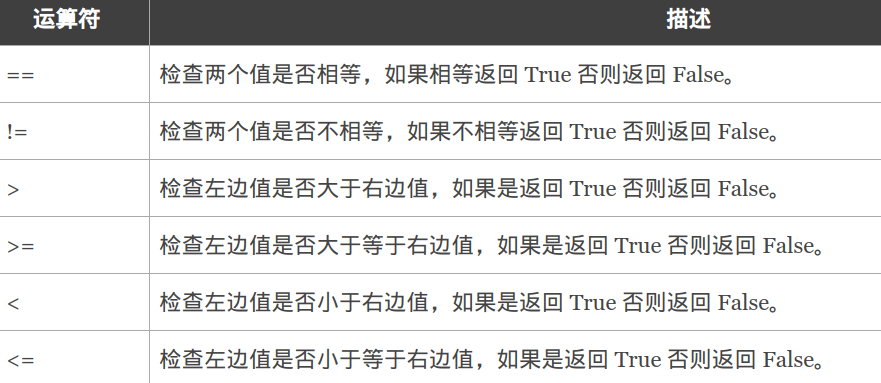 运算符 描述
== 检查两个值是否相等，如果相等返回 True 否则返回 False。
!= 检查两个值是否不相等，如果不相等返回 True 否则返回 False。
> 检查左边值是否大于右边值，如果是返回 True 否则返回 False。
>= 检查左边值是否大于等于右边值，如果是返回 True 否则返回 False。
< 检查左边值是否小于右边值，如果是返回 True 否则返回 False。
<= 检查左边值是否小于等于右边值，如果是返回 True 否则返回 False。